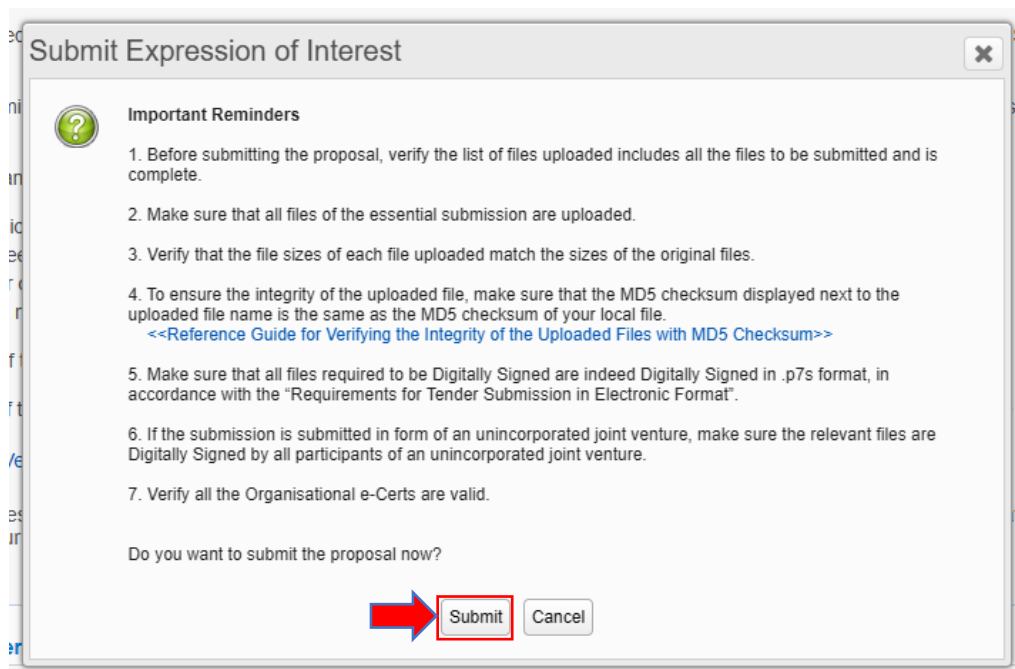 Submit Expression of Interest
Important Reminders
1. Before submitting the proposal, verify the list of files uploaded includes all the files to be submitted and is
complete.
2. Make sure that all files of the essential submission are uploaded.
3. Verify that the file sizes of each file uploaded match the sizes of the original files.
4. To ensure the integrity of the uploaded file, make sure that the MD5 checksum displayed next to the
uploaded file name is the same as the MD5 checksum of your local file.
<<Reference Guide for Verifying the Integrity of the Uploaded Files with MD5 Checksum>>
5. Make sure that all files required to be Digitally Signed are indeed Digitally Signed in .p7s format, in
accordance with the “Requirements for Tender Submission in Electronic Format”.
6. If the submission is submitted in form of an unincorporated joint venture, make sure the relevant files are
Digitally Signed by all participants of an unincorporated joint venture.
7. Verify all the Organisational e-Certs are valid.
Do you want to submit the proposal now?
Submit Cancel